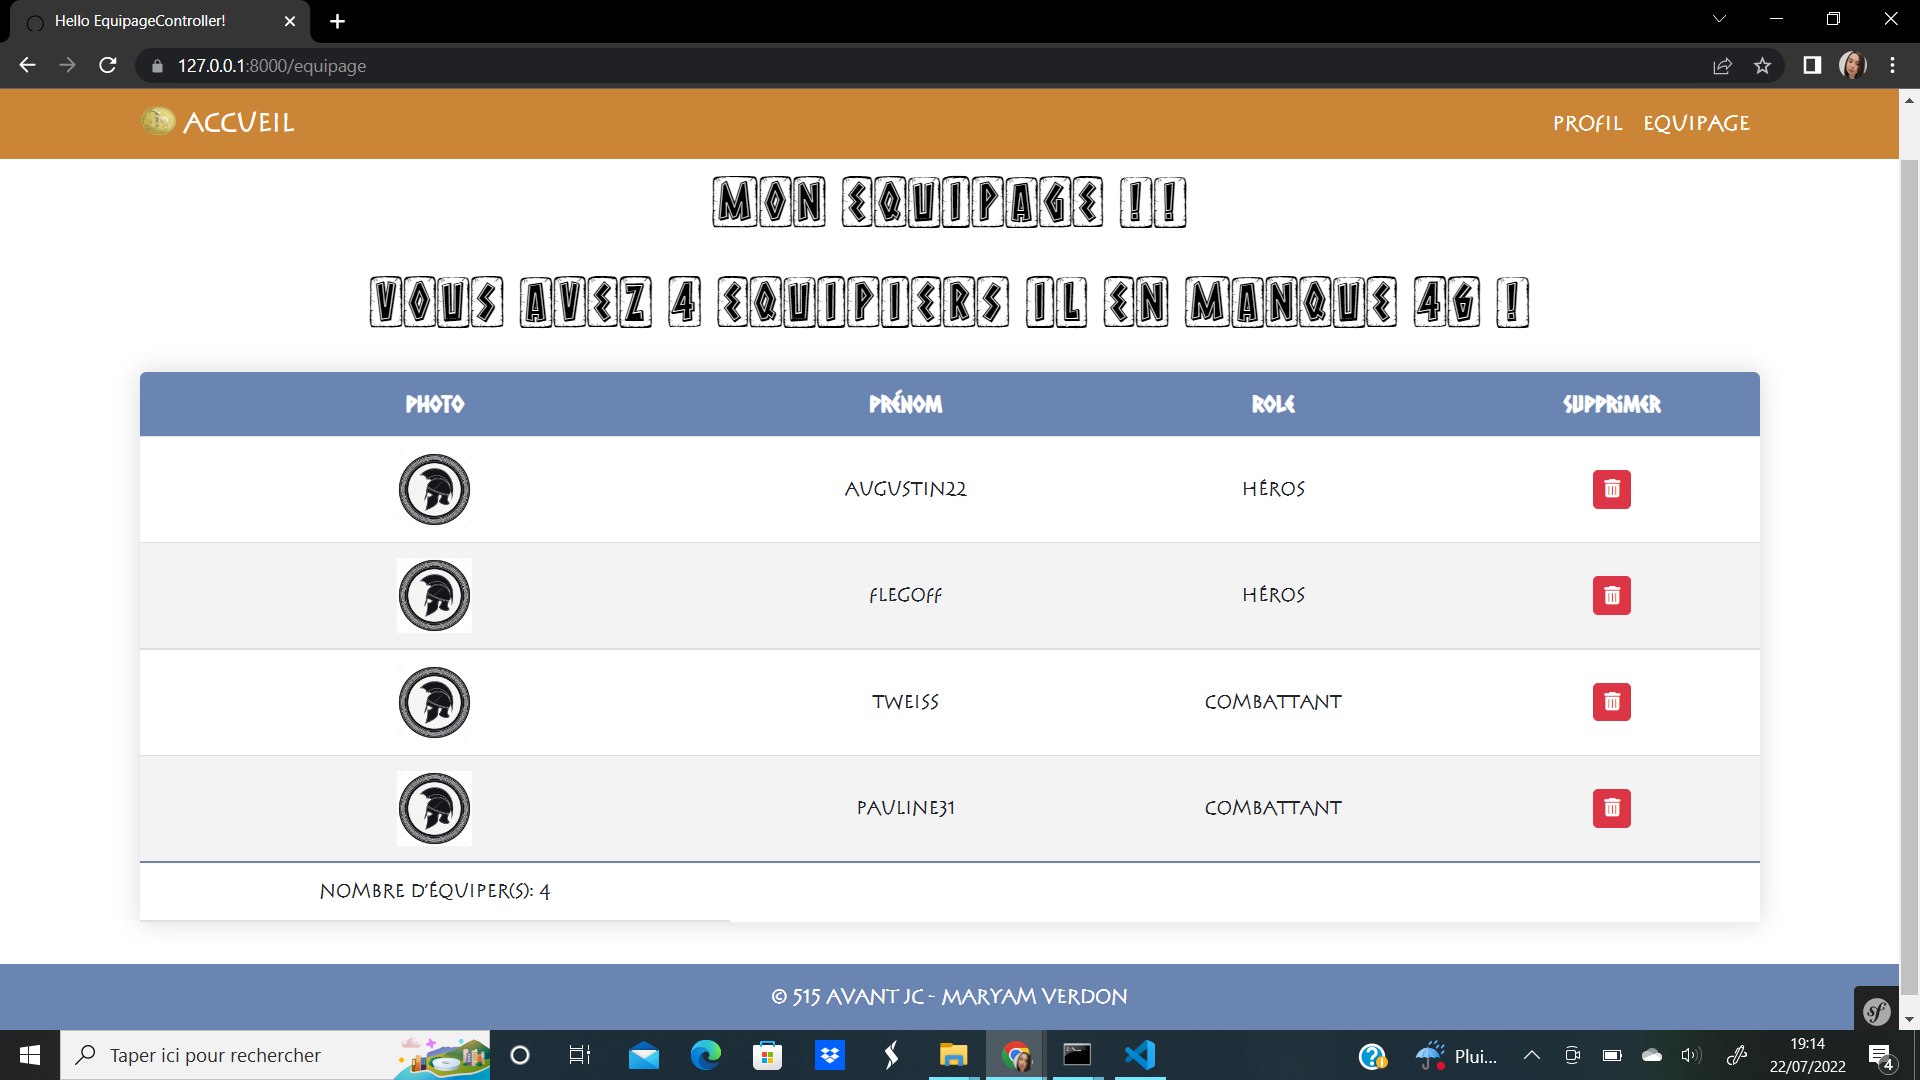 Hello EquipageController!
127.0.0.1:8000/equipage
ACCUEIL
PROFIL EQUIPAGE
MON EQUIPAGE !!
VOUS AVEZ 4 EQUIPIERS IL EN MANQUE 46 !
PHOTO PRÉNOM ROLE SUPPRIMER
AUGUSTIN22 HÉROS
FLEGOFF HÉROS
TWEISS COMBATTANT
PAULINE31 COMBATTANT
NOMBRE D'ÉQUIPER(S): 4
© 515 AVANT JC - MARYAM VERDON
sf
Taper ici pour rechercher
Plui...
19:14
22/07/2022
4